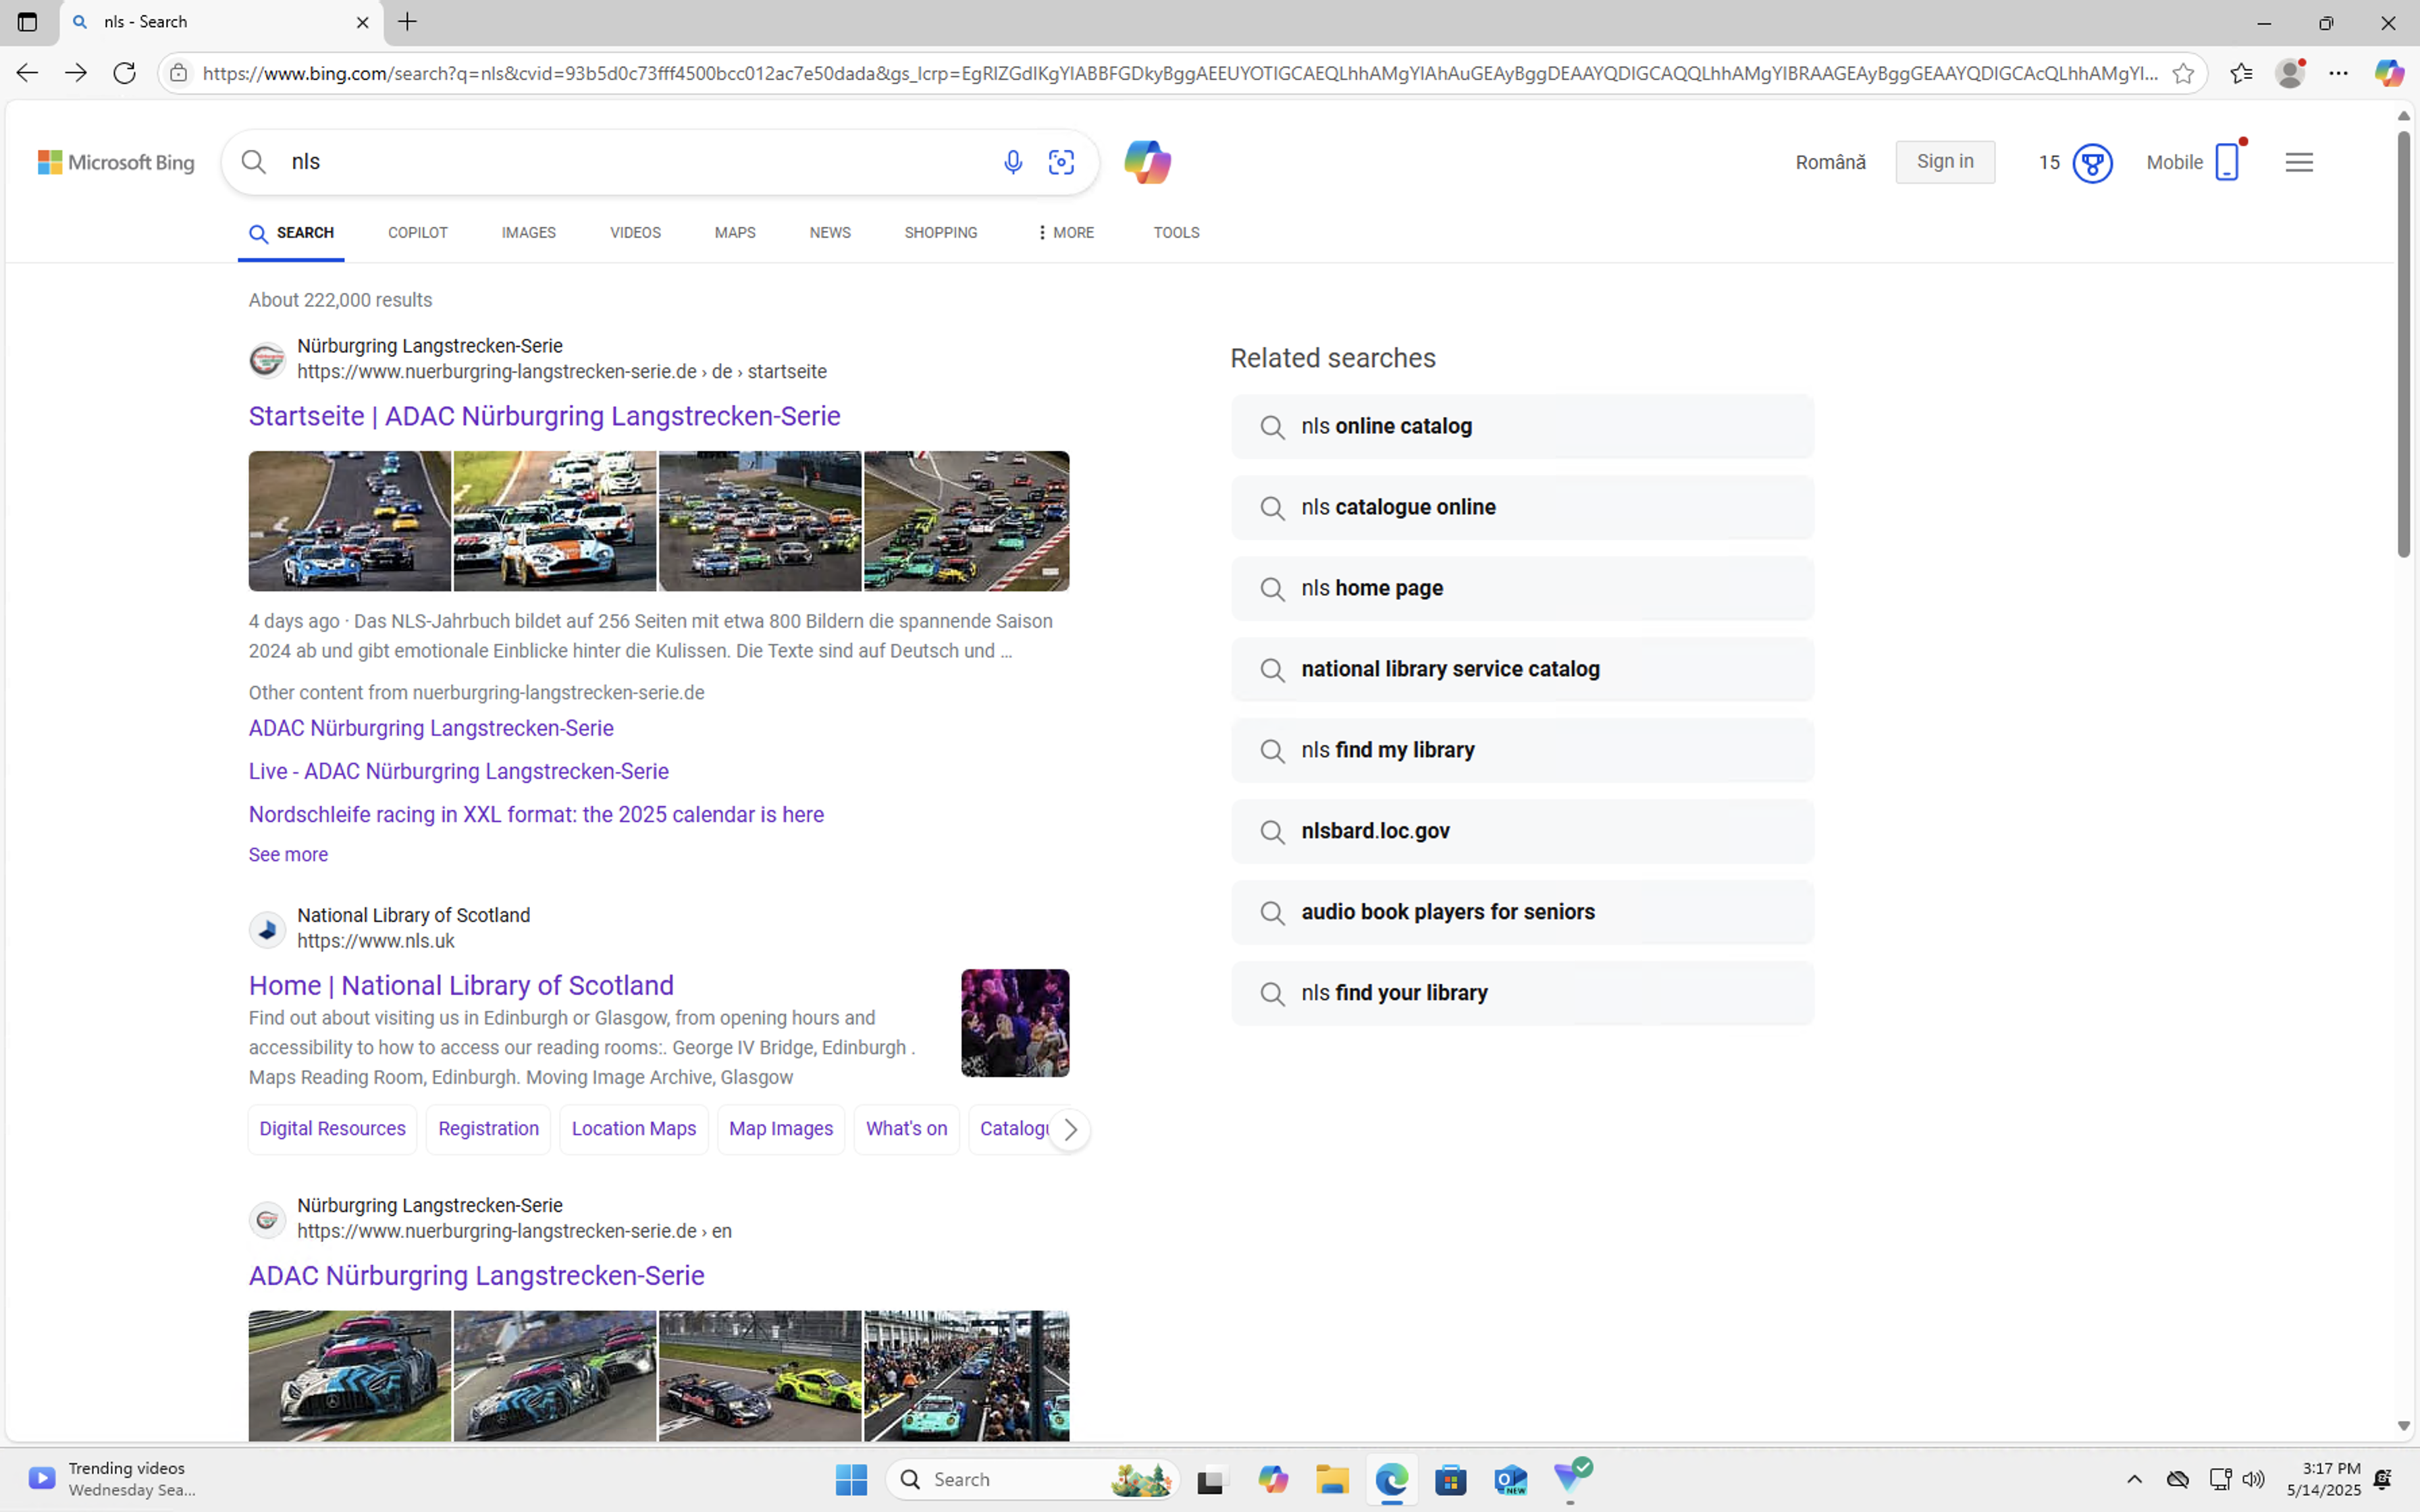 nls - Search
https://www.bing.com/search?q=nls&cvid=93b5d0c73fff4500bcc012ac7e50dada&gs_lcrp=EgRlZGdlKgYIABBFGDkyBggAEEUYOTIGCAEQLhhAMgYIAhAuGEAyBggDEAAYQDIGCAQQLhhAMgYIBRAAGEAyBggGEAAYQDIGCAcQLhhAMgYI...
Microsoft Bing
nls
Română
Sign in
15
Mobile
SEARCH
COPILOT
IMAGES
VIDEOS
MAPS
NEWS
SHOPPING
MORE
TOOLS
About 222,000 results
Nürburgring Langstrecken-Serie
https://www.nuerburgring-langstrecken-serie.de › de › startseite
Startseite | ADAC Nürburgring Langstrecken-Serie
4 days ago · Das NLS-Jahrbuch bildet auf 256 Seiten mit etwa 800 Bildern die spannende Saison
2024 ab und gibt emotionale Einblicke hinter die Kulissen. Die Texte sind auf Deutsch und ...
Other content from nuerburgring-langstrecken-serie.de
ADAC Nürburgring Langstrecken-Serie
Live - ADAC Nürburgring Langstrecken-Serie
Nordschleife racing in XXL format: the 2025 calendar is here
See more
National Library of Scotland
https://www.nls.uk
Home | National Library of Scotland
Find out about visiting us in Edinburgh or Glasgow, from opening hours and
accessibility to how to access our reading rooms:. George IV Bridge, Edinburgh .
Maps Reading Room, Edinburgh. Moving Image Archive, Glasgow
Digital Resources
Registration
Location Maps
Map Images
What's on
Catalogu
Nürburgring Langstrecken-Serie
https://www.nuerburgring-langstrecken-serie.de › en
ADAC Nürburgring Langstrecken-Serie
Related searches
nls online catalog
nls catalogue online
nls home page
national library service catalog
nls find my library
nlsbard.loc.gov
audio book players for seniors
nls find your library
Trending videos
Wednesday Sea...
Search
NEW
3:17 PM
5/14/2025